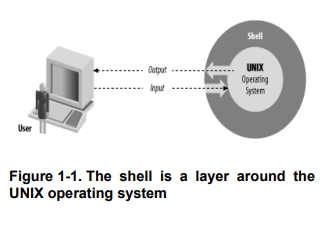 Shell
Output
Input
UNIX
Operating
System
User
Figure 1-1. The shell is a layer around the
UNIX operating system